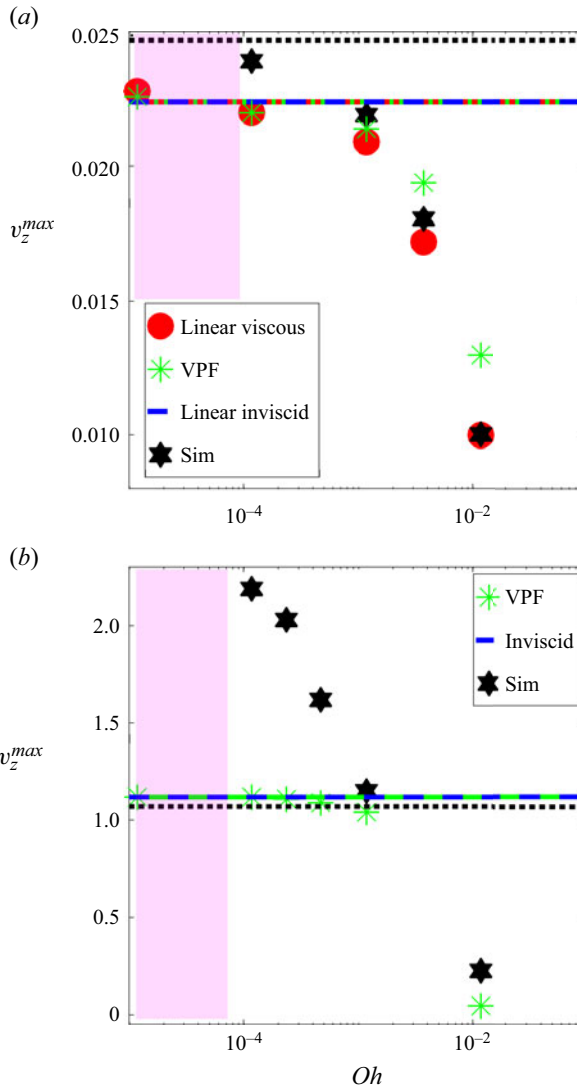 (a)
0.025
0.020
v_z^max
0.015
Linear viscous
VPF
Linear inviscid
0.010
Sim
10⁻⁴
10⁻²
(b)
VPF
2.0
Inviscid
Sim
1.5
v_z^max
1.0
0.5
0
10⁻⁴
10⁻²
Oh